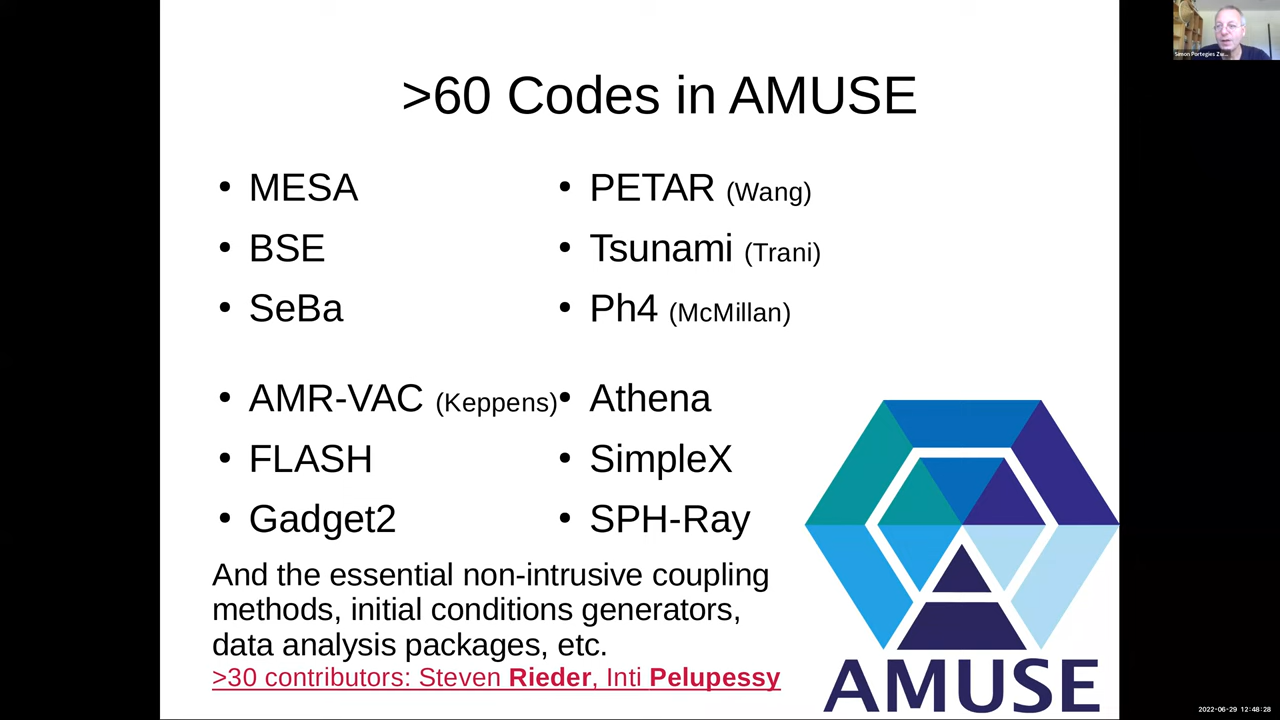 >60 Codes in AMUSE
• MESA
• BSE
• SeBa
• AMR-VAC (Keppens)
• FLASH
• Gadget2
• PETAR (Wang)
• Tsunami (Trani)
• Ph4 (McMillan)
• Athena
• SimpleX
• SPH-Ray
And the essential non-intrusive coupling
methods, initial conditions generators,
data analysis packages, etc.
>30 contributors: Steven Rieder, Inti Pelupessy
AMUSE
Simon Portegies Zw...
2022-06-29 12:48:28